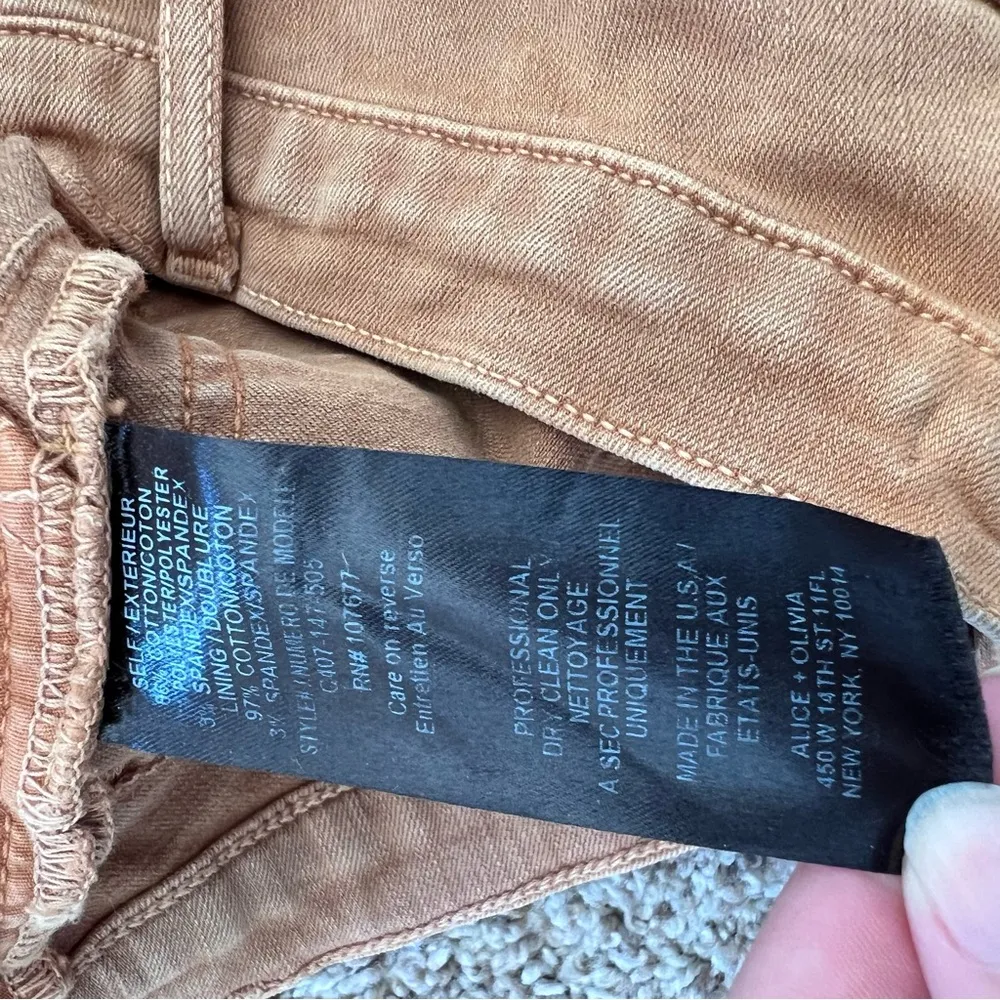 SELF / EXTERIEUR
COTTON/COTON
POLYESTER/POLYESTER
3% SPANDEX/SPANDEX
LINING / DOUBLURE
97% COTTON/COTON
3% SPANDEX/SPANDEX
STYLE# / NUMERO DE MODELE
C407-147-505
RN# 107677
Care on reverse
Entretien Au Verso
PROFESSIONAL
DRY CLEAN ONLY
NETTOYAGE
A SEC PROFESSIONNEL
UNIQUEMENT
MADE IN THE U.S.A /
FABRIQUE AUX
ETATS-UNIS
ALICE + OLIVIA
450 W 14TH ST 11FL
NEW YORK, NY 10014